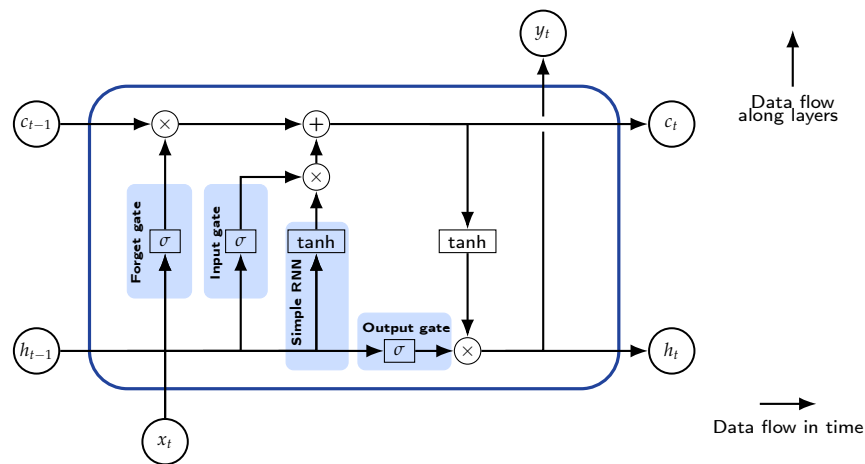 y_t
Data flow
along layers
c_{t−1}
×
+
c_t
×
Forget gate
σ
Input gate
σ
Simple RNN
tanh
tanh
Output gate
h_{t−1}
σ
×
h_t
Data flow in time
x_t